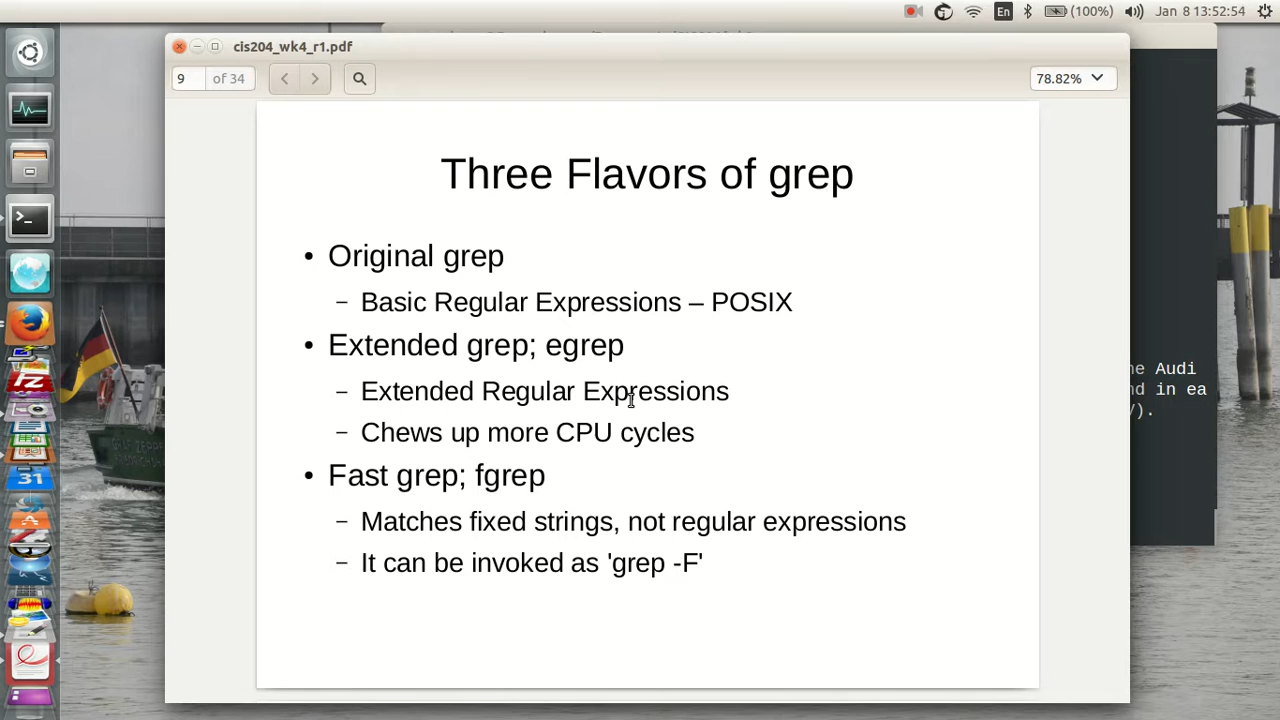 En (100%) Jan 8 13:52:54
cis204_wk4_r1.pdf
9 of 34 78.82%
Three Flavors of grep
• Original grep
– Basic Regular Expressions – POSIX
• Extended grep; egrep
– Extended Regular Expressions
– Chews up more CPU cycles
• Fast grep; fgrep
– Matches fixed strings, not regular expressions
– It can be invoked as 'grep -F'
Audi
in ea
).
31